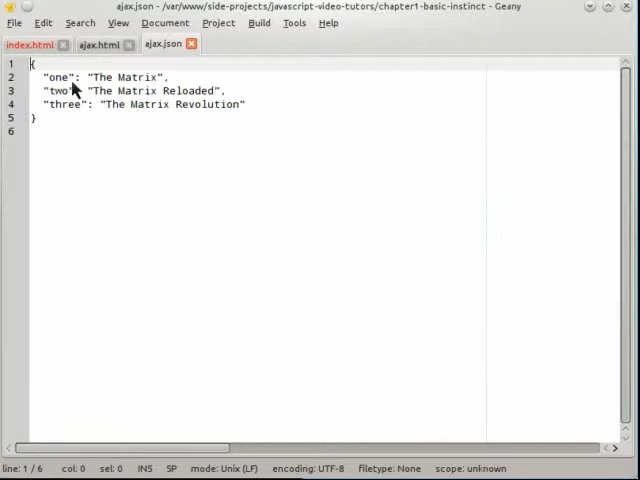 ajax.json - /var/www/side-projects/javascript-video-tutors/chapter1-basic-instinct - Geany
File Edit Search View Document Project Build Tools Help
index.html ajax.html ajax.json
1 {
2 "one": "The Matrix",
3 "two": "The Matrix Reloaded",
4 "three": "The Matrix Revolution"
5 }
6
line: 1 / 6 col: 0 sel: 0 INS SP mode: Unix (LF) encoding: UTF-8 filetype: None scope: unknown